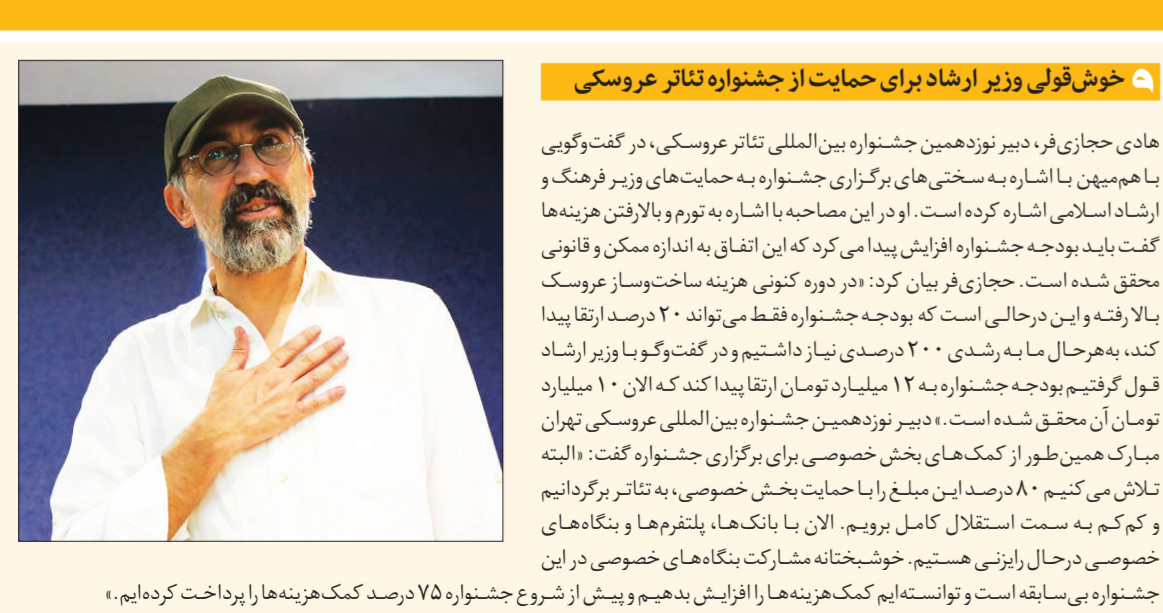 خوش‌قولی وزیر ارشاد برای حمایت از جشنواره تئاتر عروسکی
هادی حجازی‌فر، دبیر نوزدهمین جشنواره بین‌المللی تئاتر عروسکی، در گفت‌وگویی
با هم‌میهن با اشاره به سختی‌های برگزاری جشنواره به حمایت‌های وزیر فرهنگ و
ارشاد اسلامی اشاره کرده است. او در این مصاحبه با اشاره به تورم و بالارفتن هزینه‌ها
گفت باید بودجه جشنواره افزایش پیدا می‌کرد که این اتفاق به اندازه ممکن و قانونی
محقق شده است. حجازی‌فر بیان کرد: «در دوره کنونی هزینه ساخت‌وساز عروسک
بالا رفته و این درحالی است که بودجه جشنواره فقط می‌تواند ۲۰ درصد ارتقا پیدا
کند، به‌هرحال ما به رشدی ۲۰۰ درصدی نیاز داشتیم و در گفت‌وگو با وزیر ارشاد
قول گرفتیم بودجه جشنواره به ۱۲ میلیارد تومان ارتقا پیدا کند که الان ۱۰ میلیارد
تومان آن محقق شده است.» دبیر نوزدهمین جشنواره بین‌المللی عروسکی تهران
مبارک همین‌طور از کمک‌های بخش خصوصی برای برگزاری جشنواره گفت: «البته
تلاش می‌کنیم ۸۰ درصد این مبلغ را با حمایت بخش خصوصی، به تئاتر برگردانیم
و کم‌کم به سمت استقلال کامل برویم. الان با بانک‌ها، پلتفرم‌ها و بنگاه‌های
خصوصی درحال رایزنی هستیم. خوشبختانه مشارکت بنگاه‌های خصوصی در این
جشنواره بی‌سابقه است و توانسته‌ایم کمک‌هزینه‌ها را افزایش بدهیم و پیش از شروع جشنواره ۷۵ درصد کمک‌هزینه‌ها را پرداخت کرده‌ایم.»